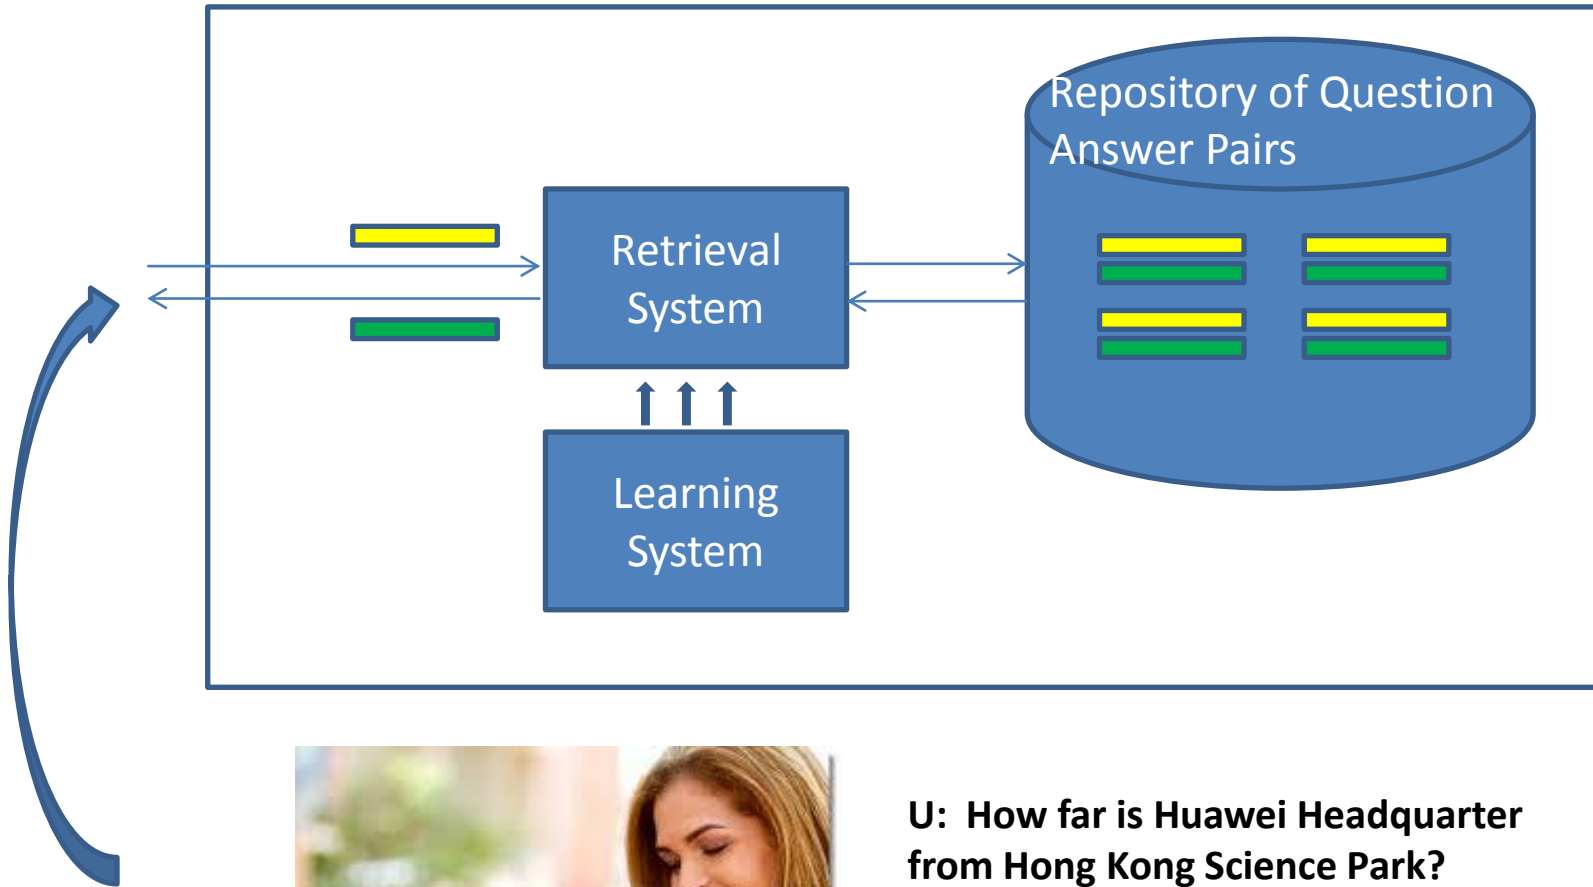 Repository of Question
Answer Pairs
Retrieval
System
Learning
System
U:  How far is Huawei Headquarter
from Hong Kong Science Park?